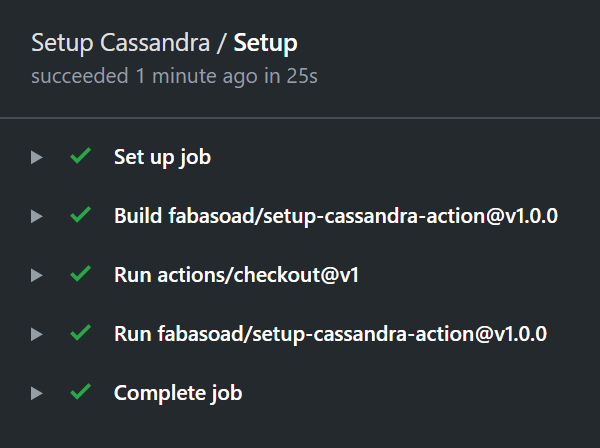 Setup Cassandra / Setup
succeeded 1 minute ago in 25s
Set up job
Build fabasoad/setup-cassandra-action@v1.0.0
Run actions/checkout@v1
Run fabasoad/setup-cassandra-action@v1.0.0
Complete job